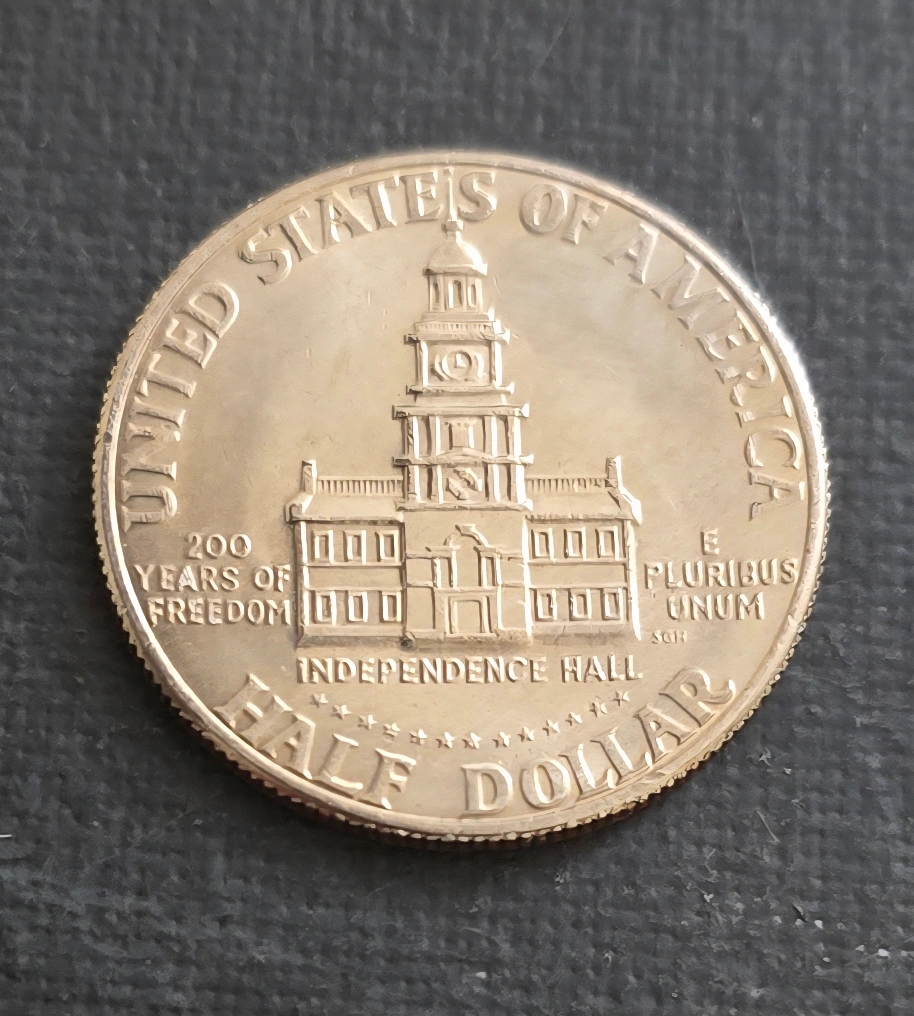 UNITED STATES OF AMERICA
200
YEARS OF
FREEDOM
E
PLURIBUS
UNUM
SGH
INDEPENDENCE HALL
HALF DOLLAR